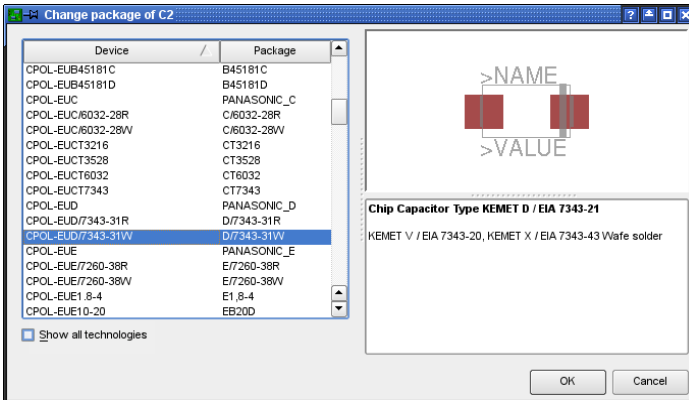 Change package of C2
Device Package
CPOL-EUB45181C B45181C
CPOL-EUB45181D B45181D
CPOL-EUC PANASONIC_C
CPOL-EUC/6032-28R C/6032-28R
CPOL-EUC/6032-28W C/6032-28W
CPOL-EUCT3216 CT3216
CPOL-EUCT3528 CT3528
CPOL-EUCT6032 CT6032
CPOL-EUCT7343 CT7343
CPOL-EUD PANASONIC_D
CPOL-EUD/7343-31R D/7343-31R
CPOL-EUD/7343-31W D/7343-31W
CPOL-EUE PANASONIC_E
CPOL-EUE/7260-38R E/7260-38R
CPOL-EUE/7260-38W E/7260-38W
CPOL-EUE1.8-4 E1,8-4
CPOL-EUE10-20 EB20D
Show all technologies
>NAME
>VALUE
Chip Capacitor Type KEMET D / EIA 7343-21
KEMET V / EIA 7343-20, KEMET X / EIA 7343-43 Wafe solder
OK Cancel